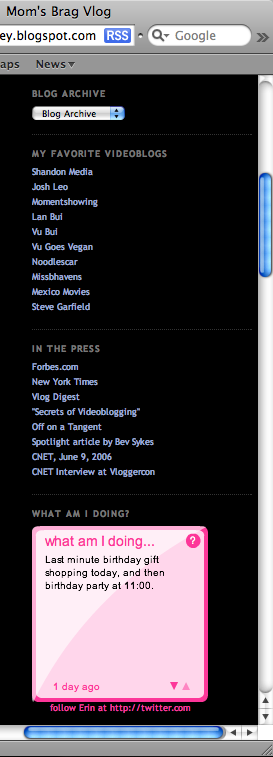 Mom's Brag Vlog
ey.blogspot.com RSS Google »
aps News
BLOG ARCHIVE
Blog Archive
MY FAVORITE VIDEOBLOGS
Shandon Media
Josh Leo
Momentshowing
Lan Bui
Vu Bui
Vu Goes Vegan
Noodlescar
Missbhavens
Mexico Movies
Steve Garfield
IN THE PRESS
Forbes.com
New York Times
Vlog Digest
"Secrets of Videoblogging"
Off on a Tangent
Spotlight article by Bev Sykes
CNET, June 9, 2006
CNET Interview at Vloggercon
WHAT AM I DOING?
what am I doing... ?
Last minute birthday gift
shopping today, and then
birthday party at 11:00.
1 day ago
follow Erin at http://twitter.com